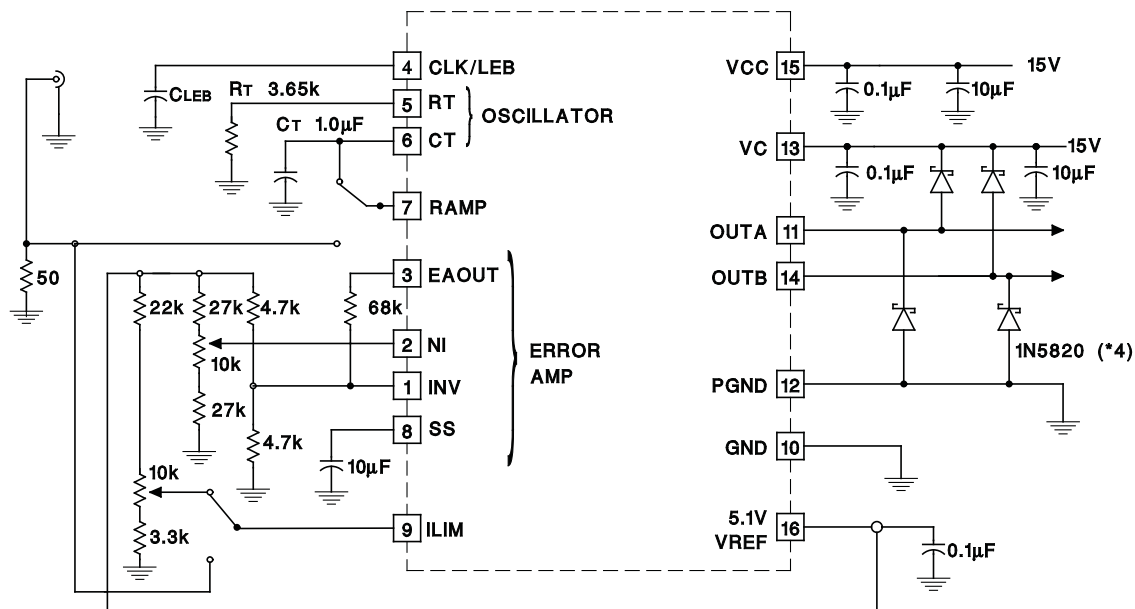 4 CLK/LEB
CLEB
RT 3.65k
5 RT
CT 1.0µF
6 CT
OSCILLATOR
7 RAMP
50
3 EAOUT
22k
27k
4.7k
68k
2 NI
10k
1 INV
27k
ERROR
AMP
8 SS
4.7k
10µF
10k
3.3k
9 ILIM
VCC 15
15V
0.1µF
10µF
VC 13
15V
0.1µF
10µF
OUTA 11
OUTB 14
1N5820 (*4)
PGND 12
GND 10
5.1V
VREF
16
0.1µF